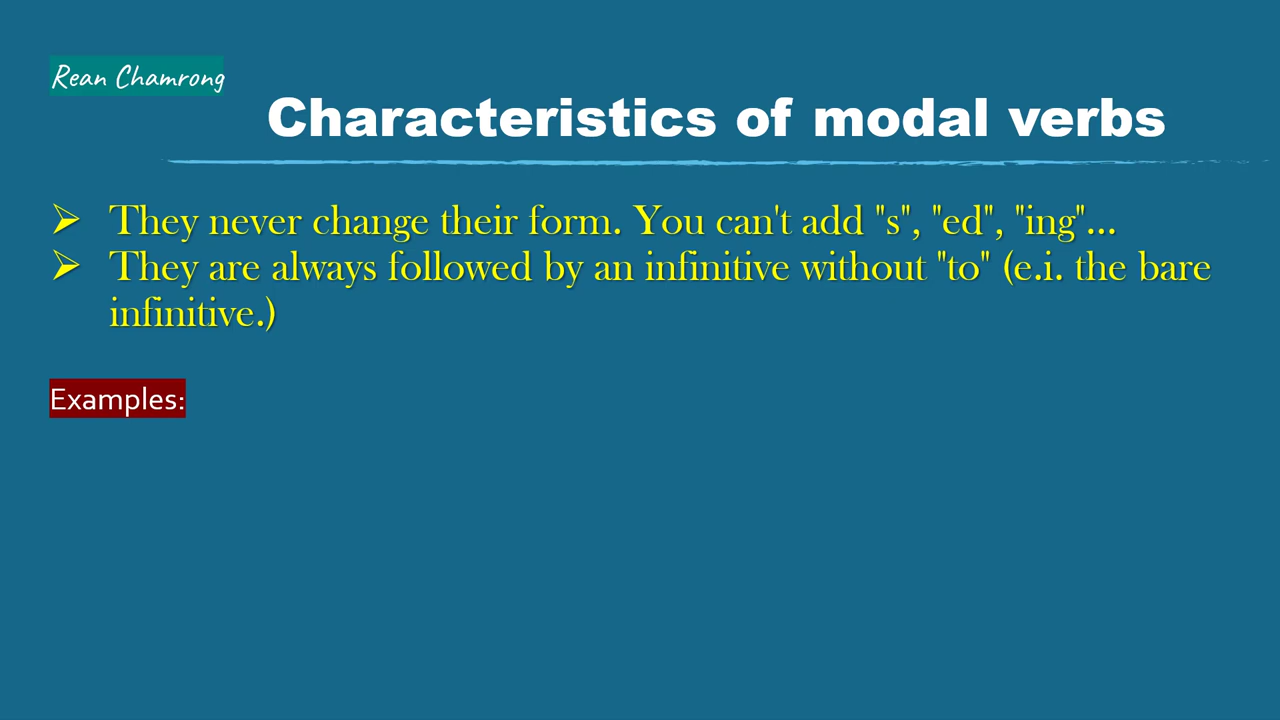 Rean Chamrong
Characteristics of modal verbs
➢ They never change their form. You can't add "s", "ed", "ing"...
➢ They are always followed by an infinitive without "to" (e.i. the bare
infinitive.)
Examples: